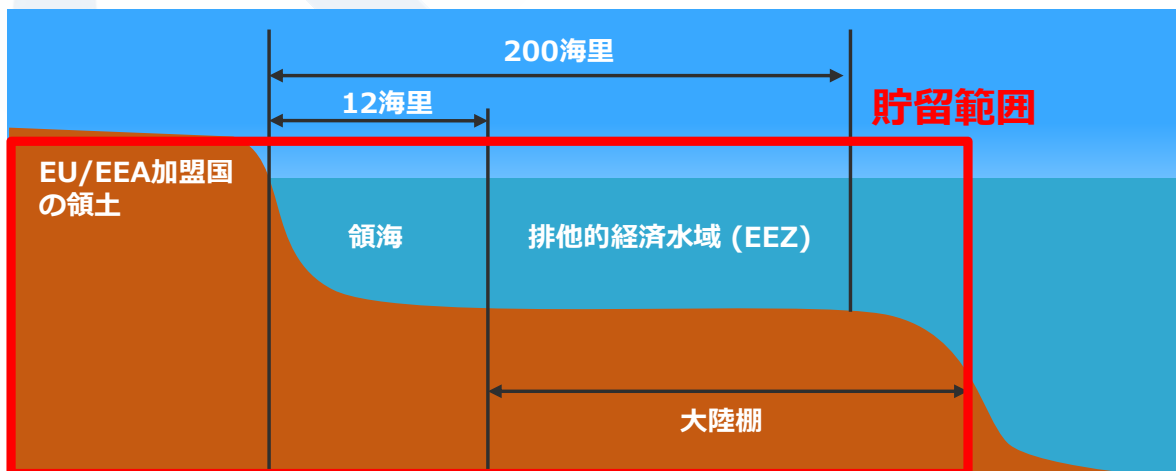 200海里
12海里
貯留範囲
EU/EEA加盟国
の領土
領海
排他的経済水域 (EEZ)
大陸棚